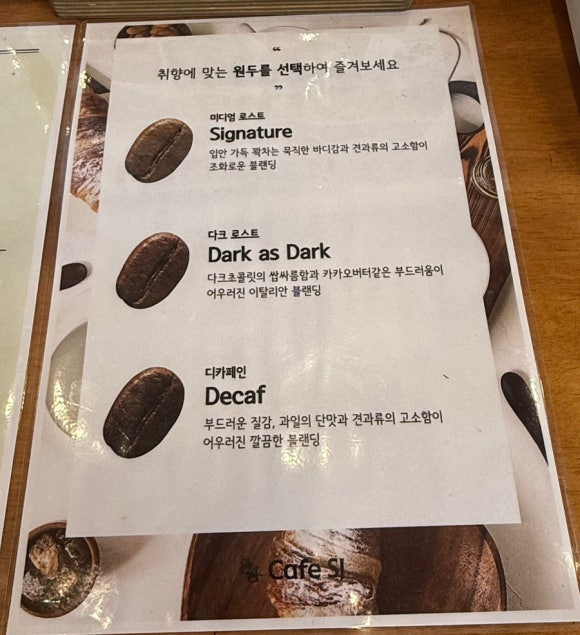 “
취향에 맞는 원두를 선택하여 즐겨보세요
”
미디엄 로스트
Signature
입안 가득 꽉차는 묵직한 바디감과 견과류의 고소함이
조화로운 블랜딩
다크 로스트
Dark as Dark
다크초콜릿의 쌉싸름함과 카카오버터같은 부드러움이
어우러진 이탈리안 블랜딩
디카페인
Decaf
부드러운 질감, 과일의 단맛과 견과류의 고소함이
어우러진 깔끔한 블랜딩
Cafe SJ